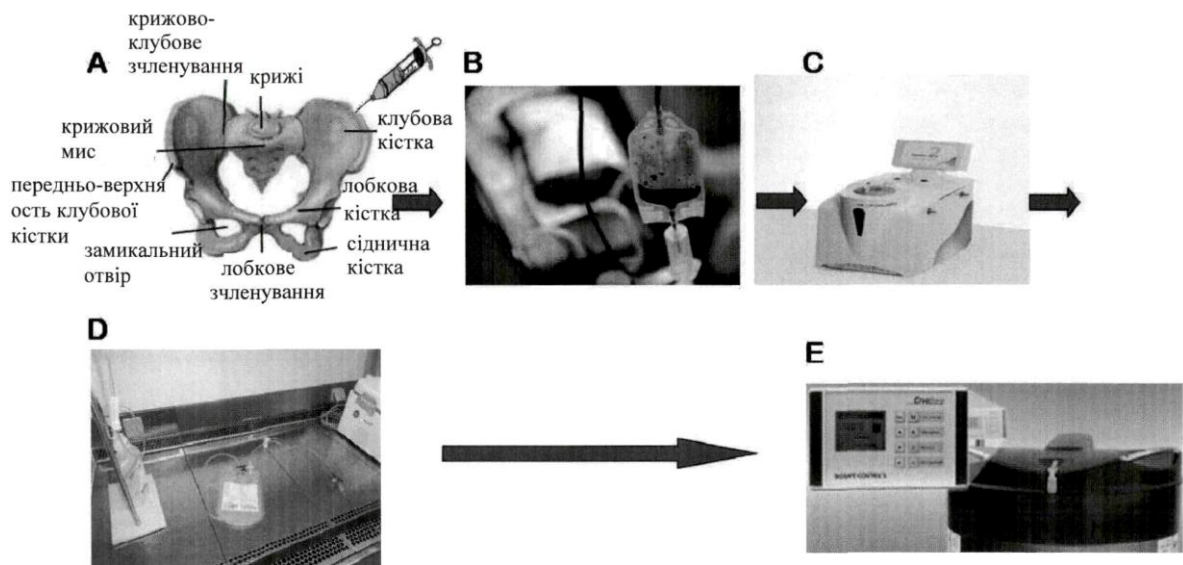 A
крижово-
клубове
зчленування
крижі
крижовий
мис
клубова
кістка
передньо-верхня
ость клубової
кістки
лобкова
кістка
замикальний
отвір
сіднична
кістка
лобкове
зчленування
B
C
D
E